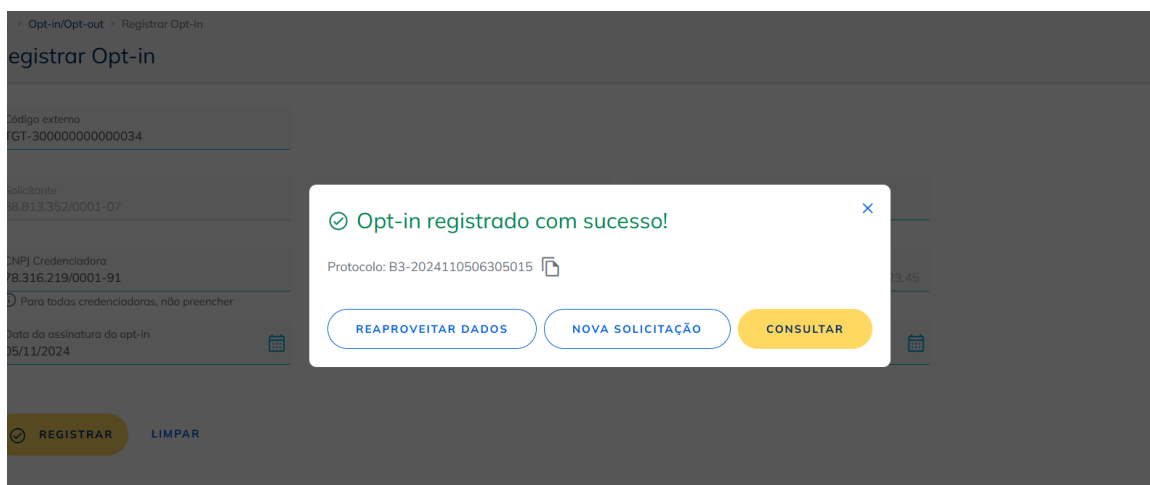 Opt-in/Opt-out > Registrar Opt-in
egistrar Opt-in
Código externo
TGT-300000000000034
Solicitante
88.813.352/0001-07
CNPJ Credenciadora
78.316.219/0001-91
Para todas credenciadoras, não preencher
Data da assinatura do opt-in
05/11/2024
3.45
Opt-in registrado com sucesso!
Protocolo: B3-2024110506305015
REAPROVEITAR DADOS
NOVA SOLICITAÇÃO
CONSULTAR
REGISTRAR
LIMPAR